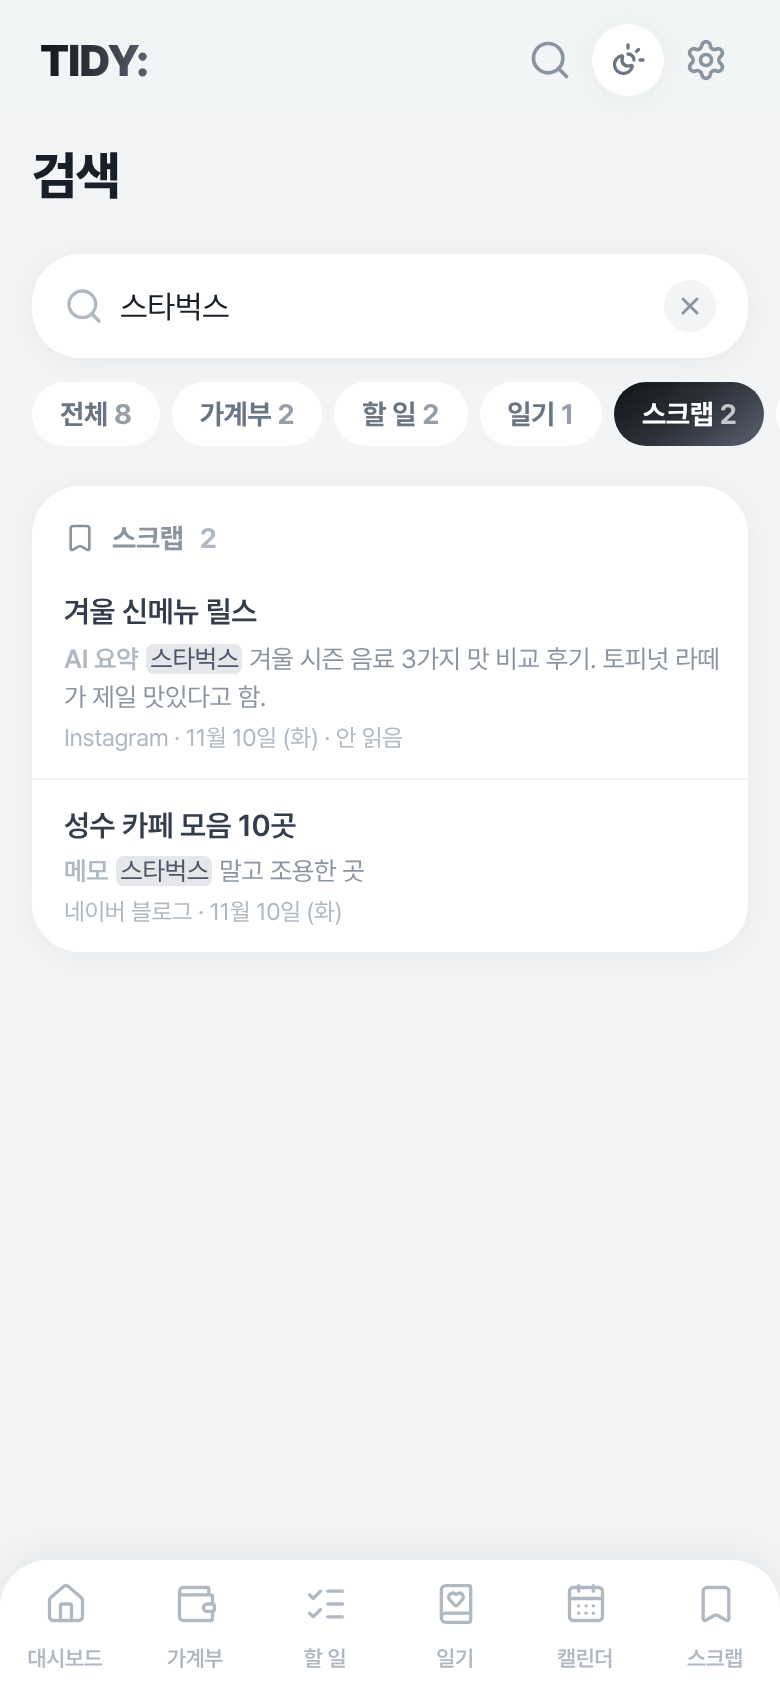 TIDY:
검색
스타벅스
전체 8
가계부 2
할 일 2
일기 1
스크랩 2
스크랩 2
겨울 신메뉴 릴스
AI 요약 스타벅스 겨울 시즌 음료 3가지 맛 비교 후기. 토피넛 라떼
가 제일 맛있다고 함.
Instagram · 11월 10일 (화) · 안 읽음
성수 카페 모음 10곳
메모 스타벅스 말고 조용한 곳
네이버 블로그 · 11월 10일 (화)
대시보드
가계부
할 일
일기
캘린더
스크랩